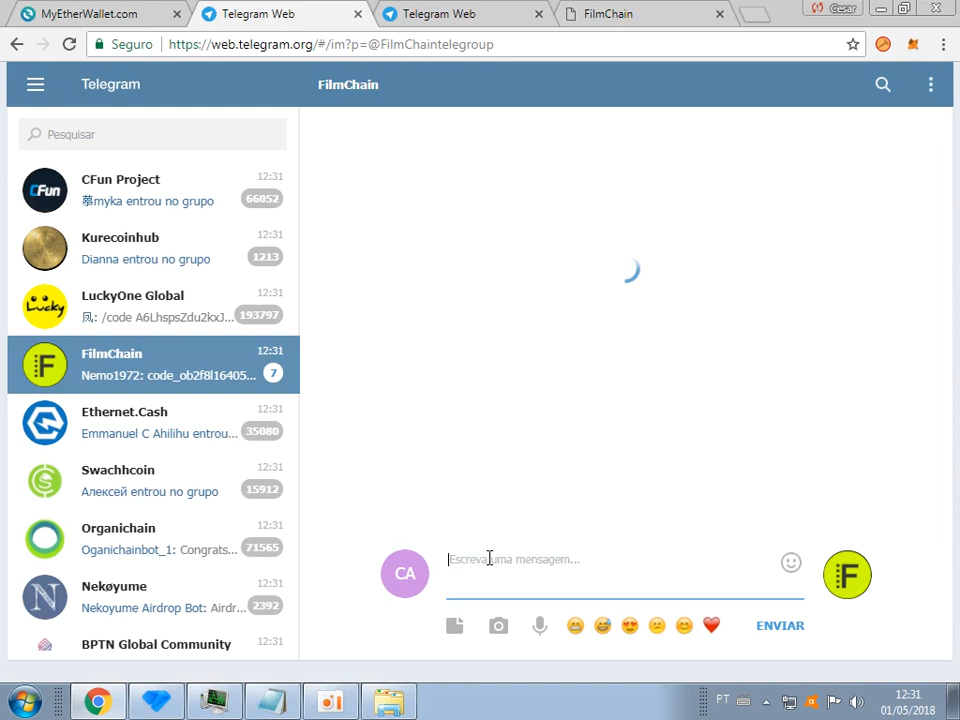 MyEtherWallet.com
Telegram Web
Telegram Web
FilmChain
Cesar
Seguro
https://web.telegram.org/#/im?p=@FilmChaintelegroup
Telegram
FilmChain
Pesquisar
CFun Project 12:31
myka entrou no grupo 66052
Kurecoinhub 12:31
Dianna entrou no grupo 1213
LuckyOne Global 12:31
凤: /code A6LhspsZdu2kxJ... 193797
FilmChain 12:31
Nemo1972: code_ob2f8l16405... 7
Ethernet.Cash 12:31
Emmanuel C Ahilihu entrou... 35080
Swachhcoin 12:31
Алексей entrou no grupo 15912
Organichain 12:31
Oganichainbot_1: Congrats... 71565
Nekøyume 12:31
Nekoyume Airdrop Bot: Airdr... 2392
BPTN Global Community 12:31
CA
Escreva uma mensagem...
ENVIAR
PT
12:31
01/05/2018